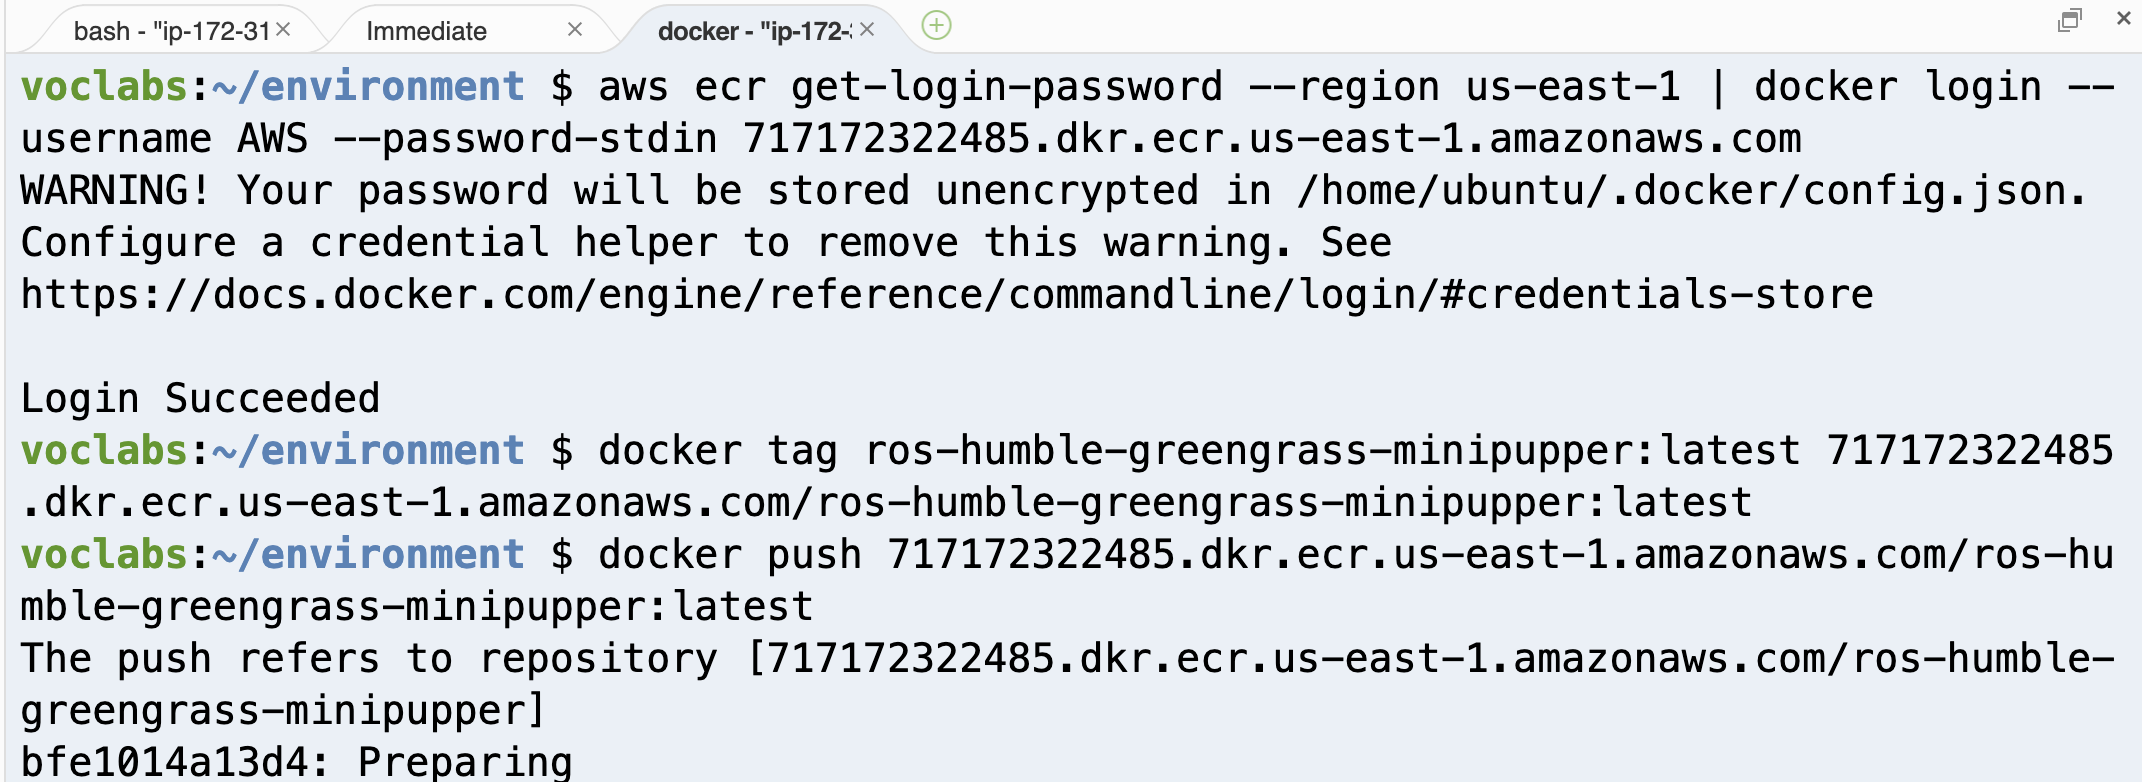 bash - "ip-172-31
Immediate
docker - "ip-172-
voclabs:~/environment $ aws ecr get-login-password --region us-east-1 | docker login --
username AWS --password-stdin 717172322485.dkr.ecr.us-east-1.amazonaws.com
WARNING! Your password will be stored unencrypted in /home/ubuntu/.docker/config.json.
Configure a credential helper to remove this warning. See
https://docs.docker.com/engine/reference/commandline/login/#credentials-store
Login Succeeded
voclabs:~/environment $ docker tag ros-humble-greengrass-minipupper:latest 717172322485
.dkr.ecr.us-east-1.amazonaws.com/ros-humble-greengrass-minipupper:latest
voclabs:~/environment $ docker push 717172322485.dkr.ecr.us-east-1.amazonaws.com/ros-hu
mble-greengrass-minipupper:latest
The push refers to repository [717172322485.dkr.ecr.us-east-1.amazonaws.com/ros-humble-
greengrass-minipupper]
bfe1014a13d4: Preparing